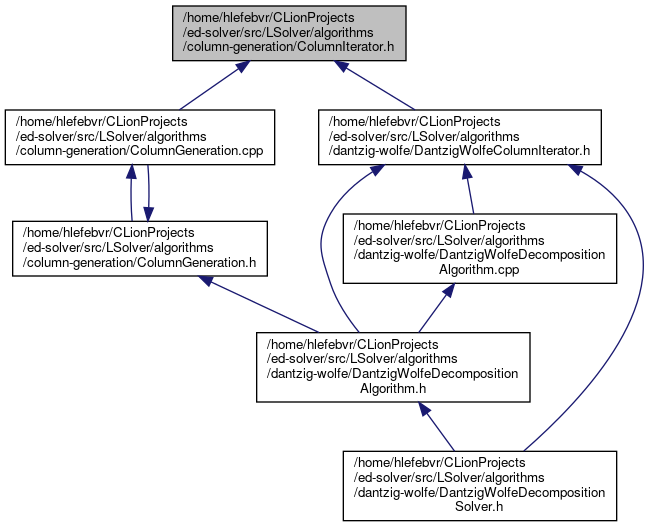 /home/hlefebvr/CLionProjects
/ed-solver/src/LSolver/algorithms
/column-generation/ColumnIterator.h
/home/hlefebvr/CLionProjects
/ed-solver/src/LSolver/algorithms
/column-generation/ColumnGeneration.cpp
/home/hlefebvr/CLionProjects
/ed-solver/src/LSolver/algorithms
/dantzig-wolfe/DantzigWolfeColumnIterator.h
/home/hlefebvr/CLionProjects
/ed-solver/src/LSolver/algorithms
/column-generation/ColumnGeneration.h
/home/hlefebvr/CLionProjects
/ed-solver/src/LSolver/algorithms
/dantzig-wolfe/DantzigWolfeDecomposition
Algorithm.cpp
/home/hlefebvr/CLionProjects
/ed-solver/src/LSolver/algorithms
/dantzig-wolfe/DantzigWolfeDecomposition
Algorithm.h
/home/hlefebvr/CLionProjects
/ed-solver/src/LSolver/algorithms
/dantzig-wolfe/DantzigWolfeDecomposition
Solver.h